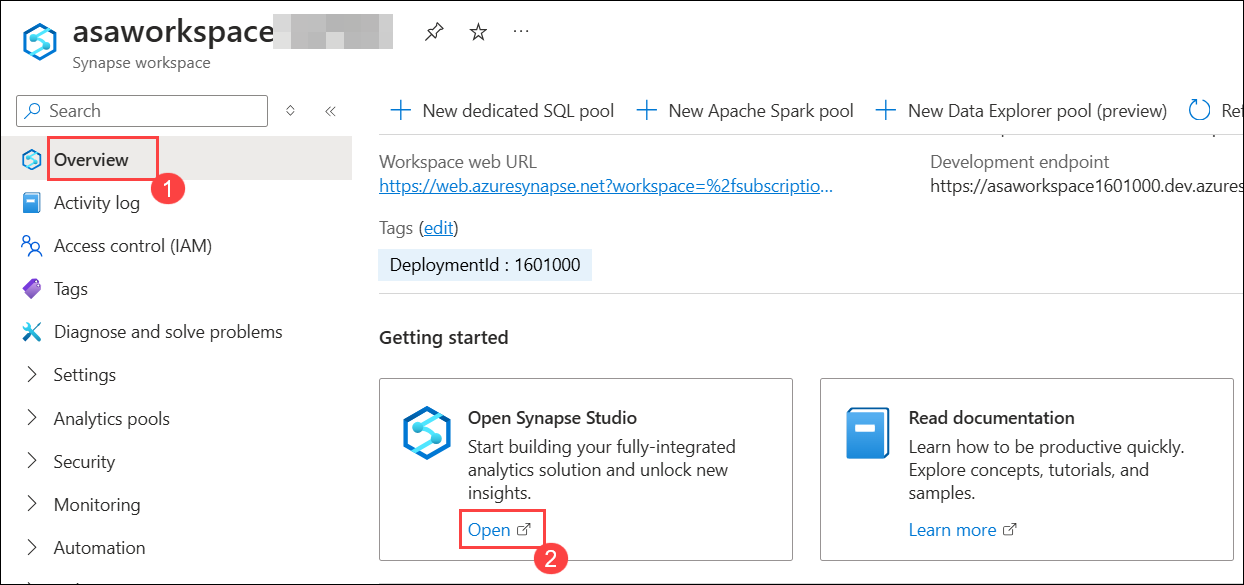 asaworkspace
Synapse workspace
Search
New dedicated SQL pool
New Apache Spark pool
New Data Explorer pool (preview)
Overview
1
Activity log
Access control (IAM)
Tags
Diagnose and solve problems
Settings
Analytics pools
Security
Monitoring
Automation
Workspace web URL
https://web.azuresynapse.net?workspace=%2fsubscriptio...
Development endpoint
https://asaworkspace1601000.dev.azures
Tags (edit)
DeploymentId : 1601000
Getting started
Open Synapse Studio
Start building your fully-integrated
analytics solution and unlock new
insights.
Open
2
Read documentation
Learn how to be productive quickly.
Explore concepts, tutorials, and
samples.
Learn more